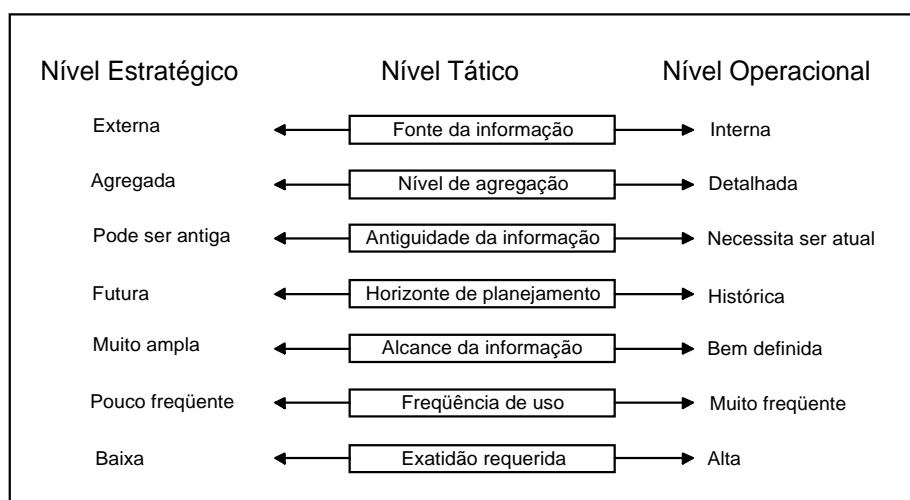 Nível Estratégico Nível Tático Nível Operacional
Externa Fonte da informação Interna
Agregada Nível de agregação Detalhada
Pode ser antiga Antiguidade da informação Necessita ser atual
Futura Horizonte de planejamento Histórica
Muito ampla Alcance da informação Bem definida
Pouco freqüente Freqüência de uso Muito freqüente
Baixa Exatidão requerida Alta